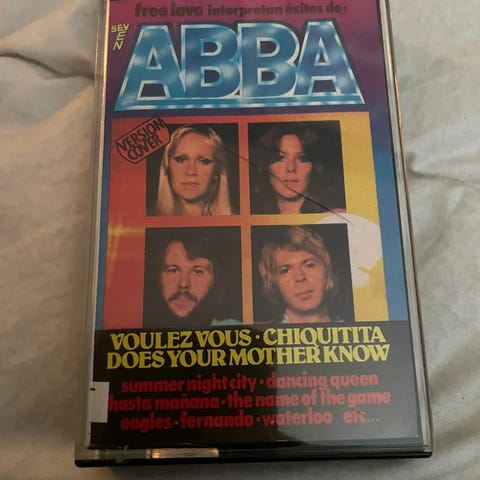 free love interpretan éxitos de:
SEVEN
ABBA
VERSION
COVER
VOULEZ VOUS · CHIQUITITA
DOES YOUR MOTHER KNOW
summer night city · dancing queen
hasta mañana · the name of the game
eagles · fernando · waterloo etc...